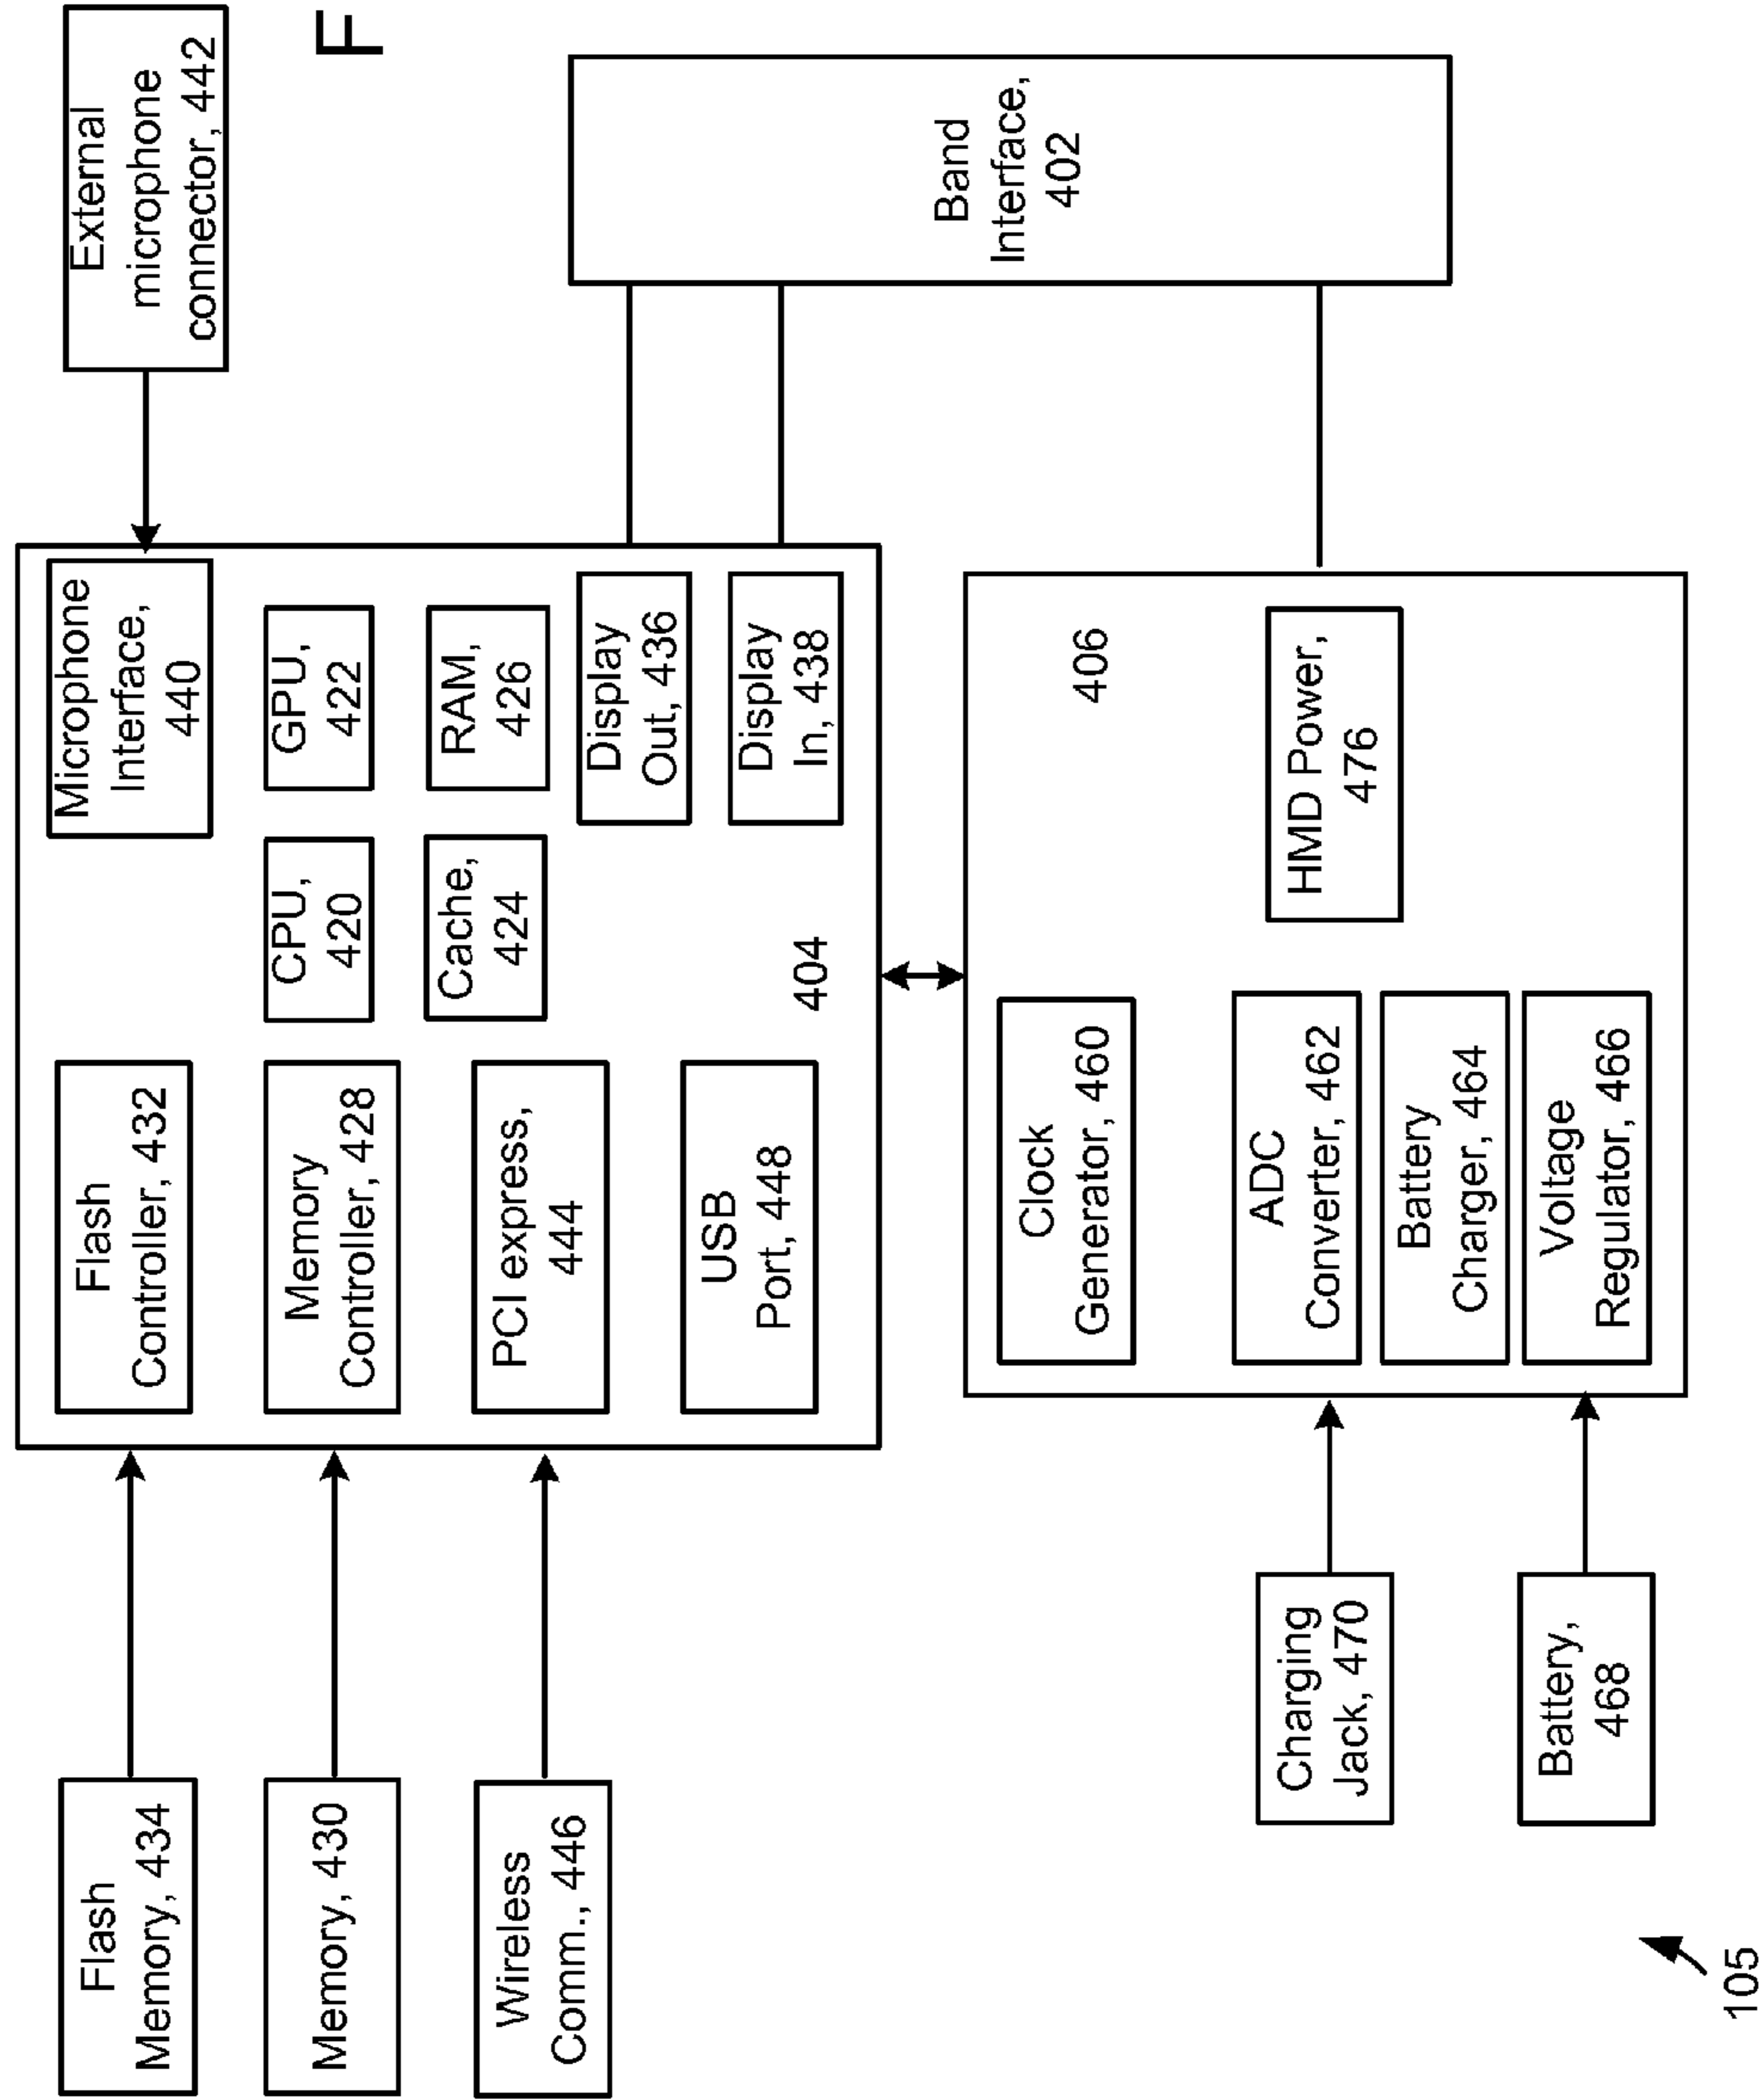 Flash
Memory, 434
Memory, 430
Wireless
Comm., 446
Flash
Controller, 432
Memory
Controller, 428
PCI express,
444
USB
Port, 448
Microphone
Interface,
440
CPU,
420
GPU,
422
Cache,
424
RAM,
426
Display
Out, 436
Display
In, 438
404
External
microphone
connector, 442
F
Band
Interface,
402
Charging
Jack, 470
Battery,
468
Clock
Generator, 460
ADC
Converter, 462
Battery
Charger, 464
Voltage
Regulator, 466
406
HMD Power,
476
105